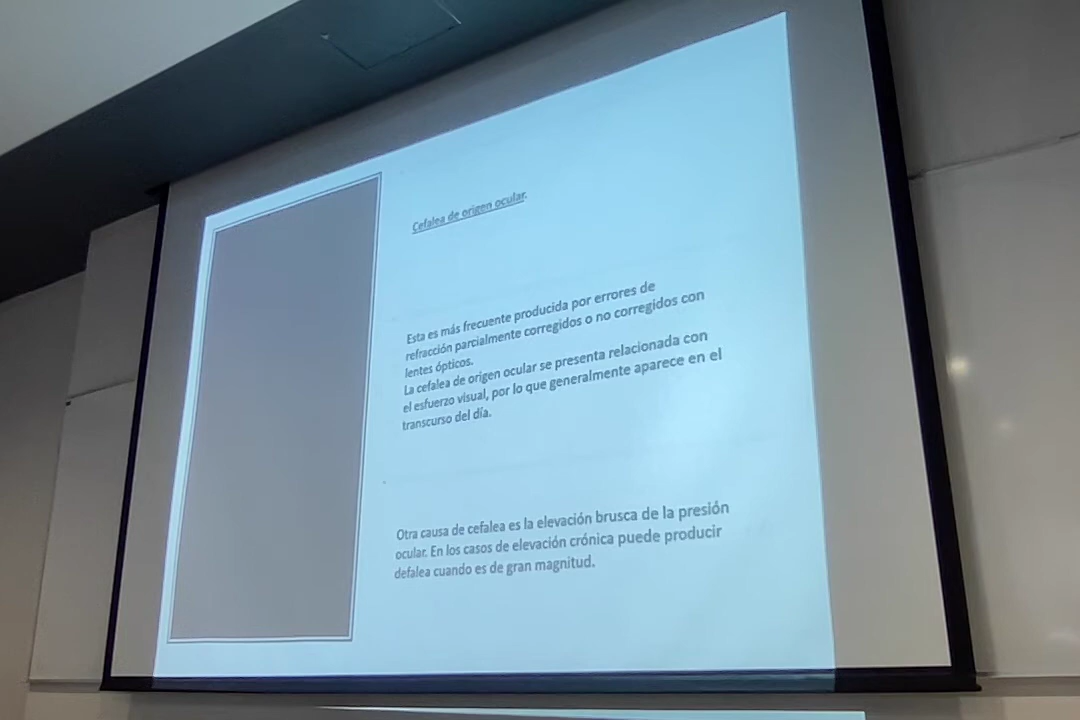 Cefalea de origen ocular.
Esta es más frecuente producida por errores de
refracción parcialmente corregidos o no corregidos con
lentes ópticos.
La cefalea de origen ocular se presenta relacionada con
el esfuerzo visual, por lo que generalmente aparece en el
transcurso del día.
Otra causa de cefalea es la elevación brusca de la presión
ocular. En los casos de elevación crónica puede producir
defalea cuando es de gran magnitud.